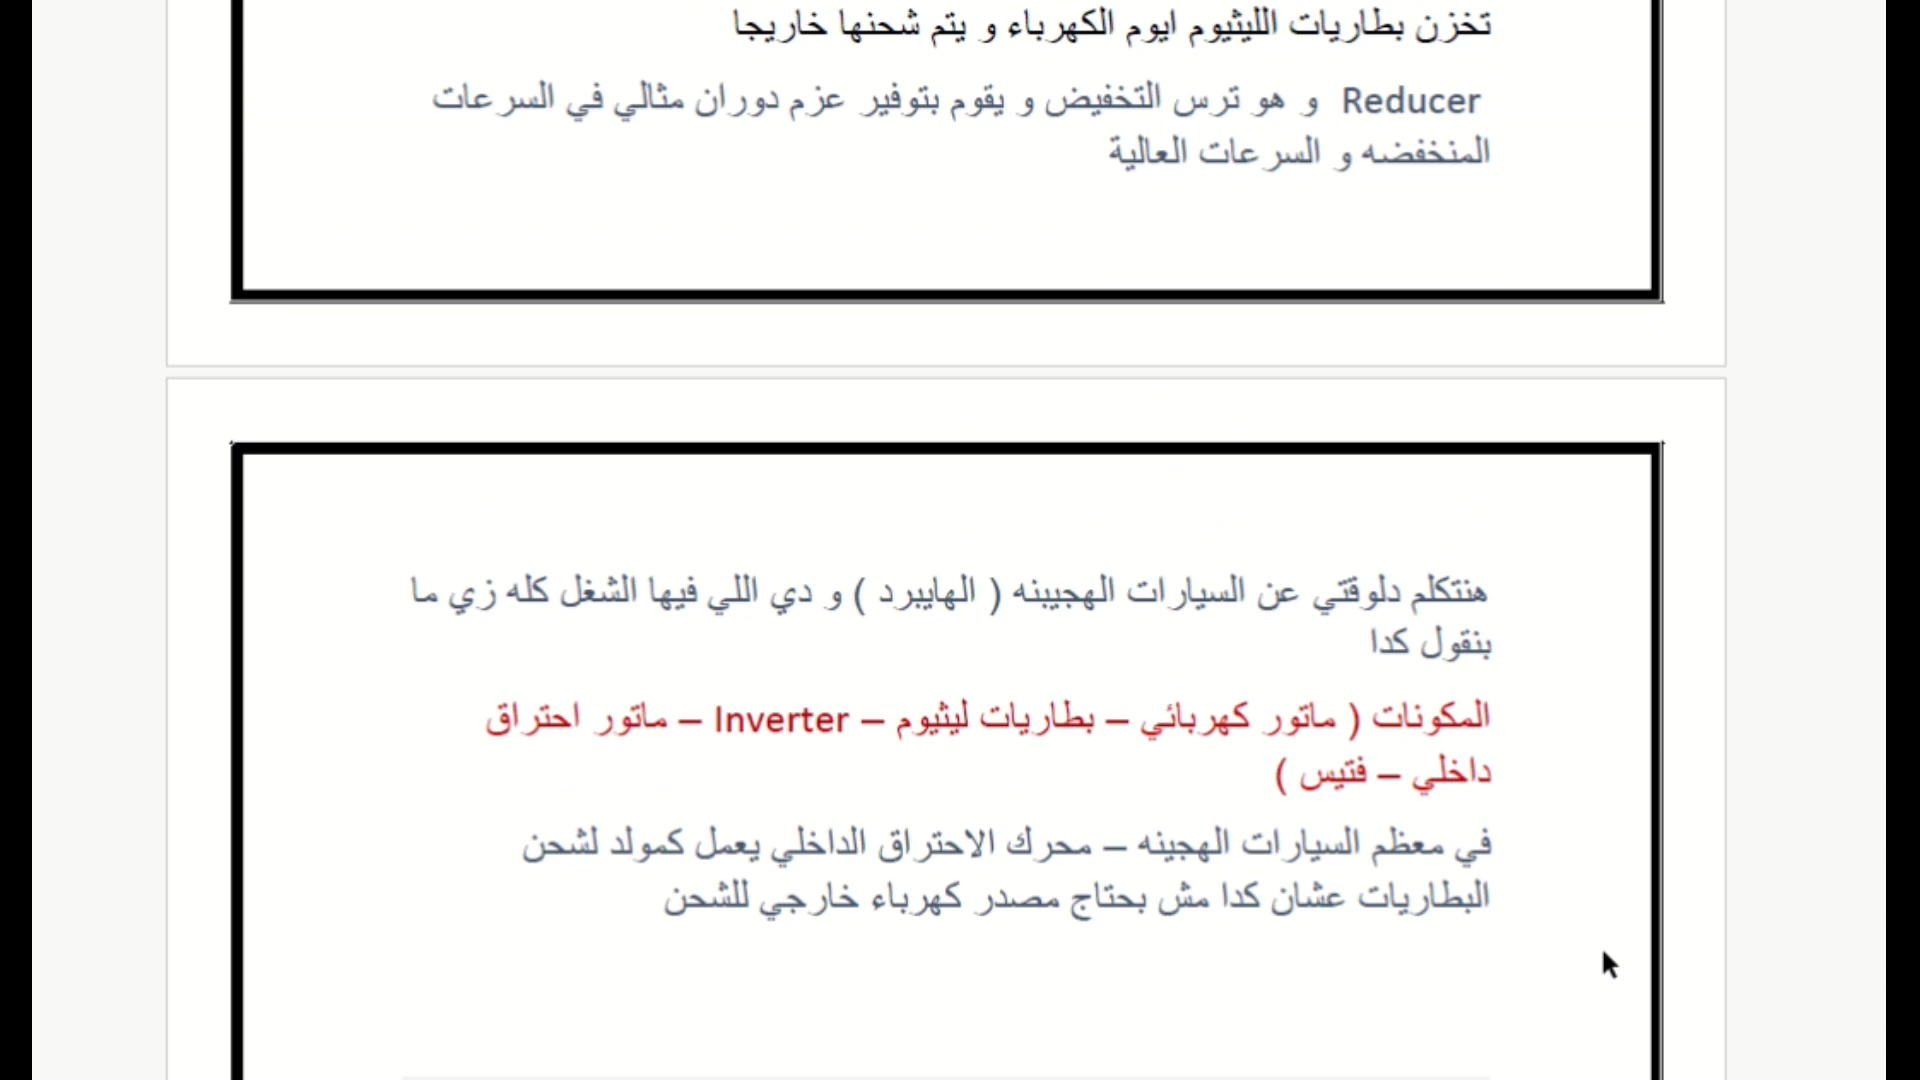 تخزن بطاريات الليثيوم ايوم الكهرباء و يتم شحنها خاريجا
Reducer و هو ترس التخفيض و يقوم بتوفير عزم دوران مثالي في السرعات
المنخفضه و السرعات العالية
هنتكلم دلوقتي عن السيارات الهجيبنه ( الهايبرد ) و دي اللي فيها الشغل كله زي ما
بنقول كدا
المكونات ( ماتور كهربائي – بطاريات ليثيوم – Inverter – ماتور احتراق
داخلي – فتيس )
في معظم السيارات الهجينه – محرك الاحتراق الداخلي يعمل كمولد لشحن
البطاريات عشان كدا مش بحتاج مصدر كهرباء خارجي للشحن